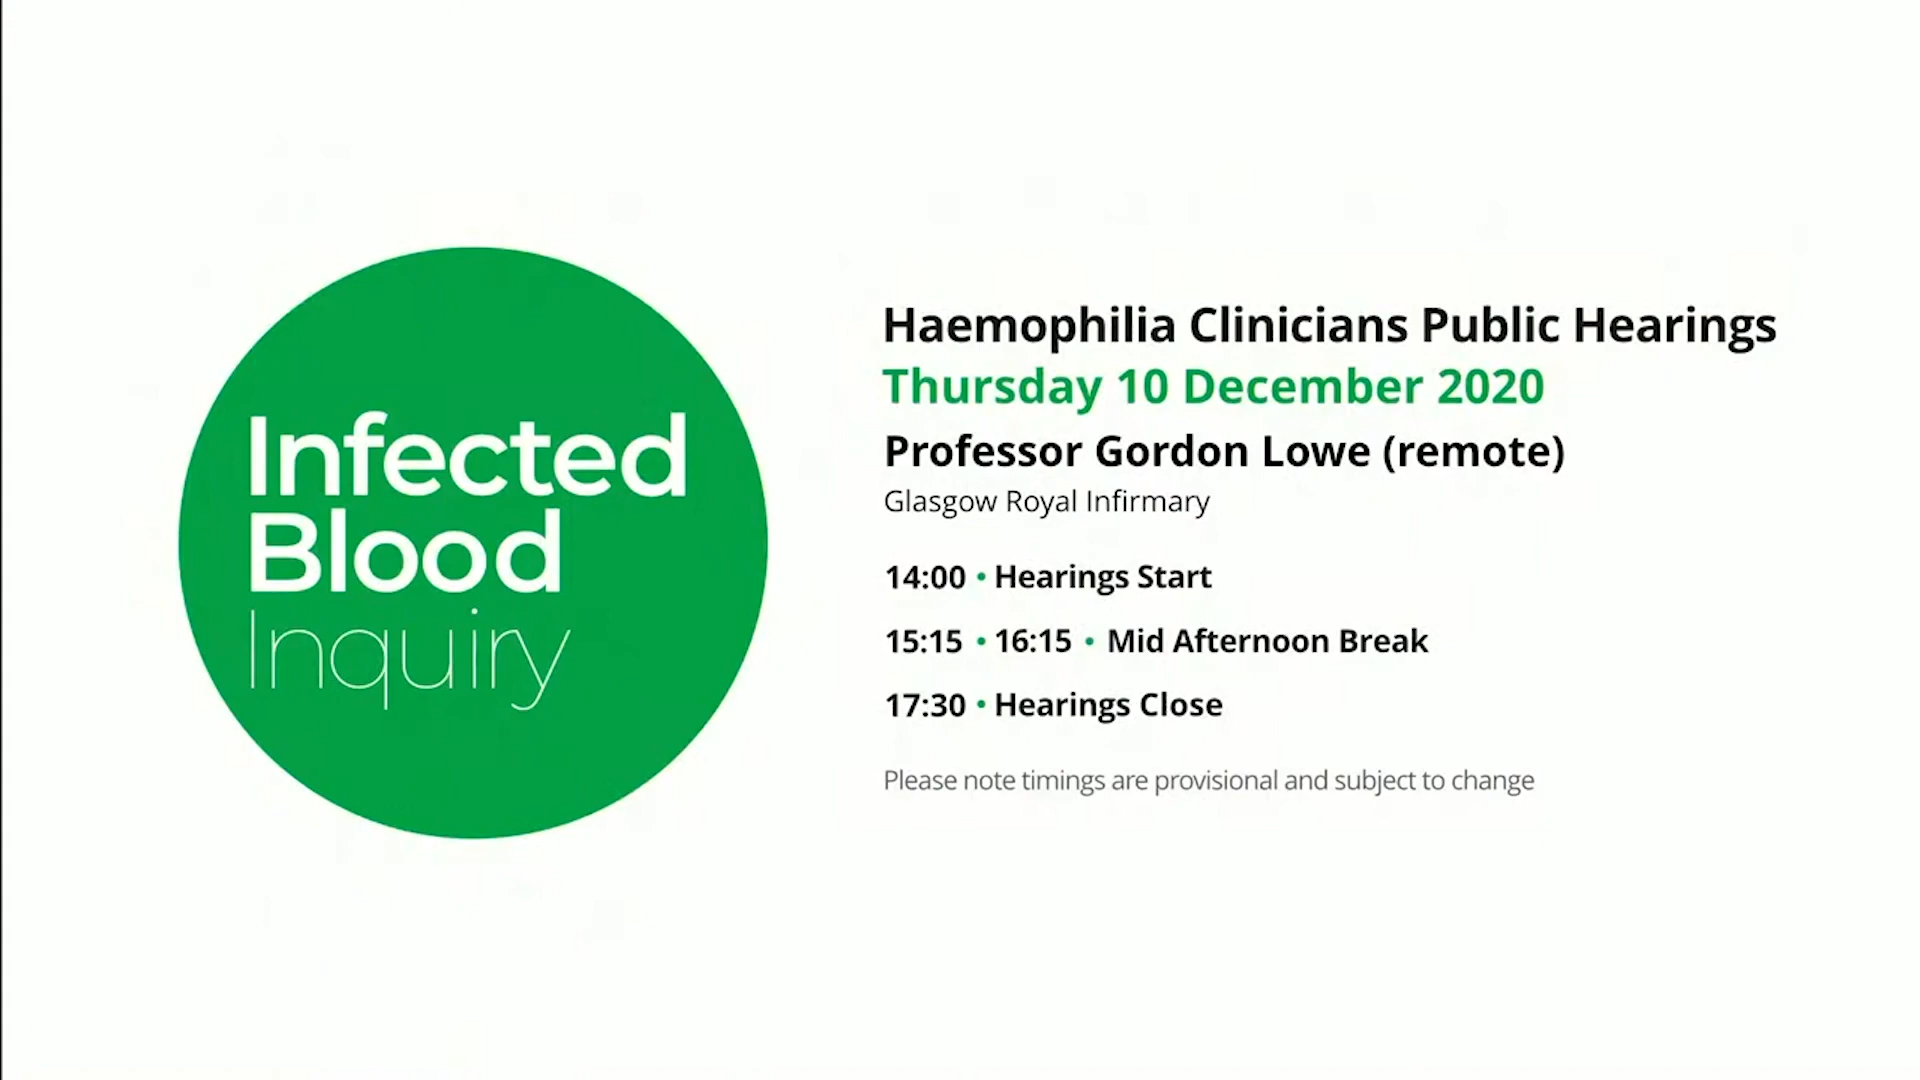 Infected
Blood
Inquiry
Haemophilia Clinicians Public Hearings
Thursday 10 December 2020
Professor Gordon Lowe (remote)
Glasgow Royal Infirmary
14:00 • Hearings Start
15:15 • 16:15 • Mid Afternoon Break
17:30 • Hearings Close
Please note timings are provisional and subject to change